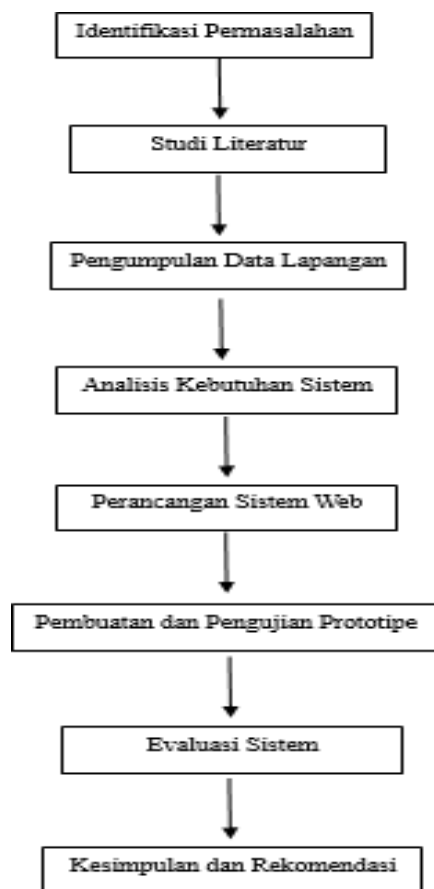 Identifikasi Permasalahan
Studi Literatur
Pengumpulan Data Lapangan
Analisis Kebutuhan Sistem
Perancangan Sistem Web
Pembuatan dan Pengujian Prototipe
Evaluasi Sistem
Kesimpulan dan Rekomendasi